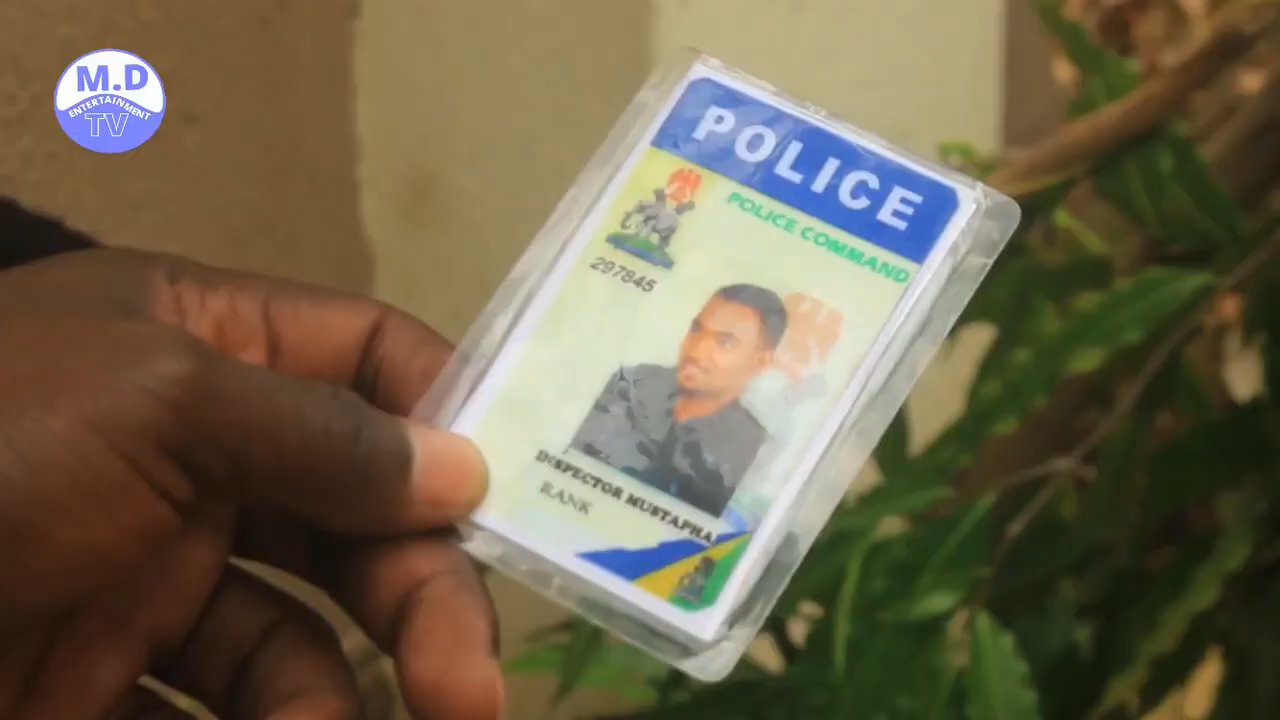 M.D
ENTERTAINMENT
TV
POLICE
POLICE COMMAND
297845
INSPECTOR MUSTAPHA
RANK